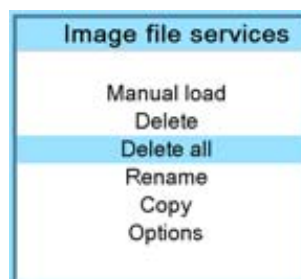 Image file services
Manual load
Delete
Delete all
Rename
Copy
Options